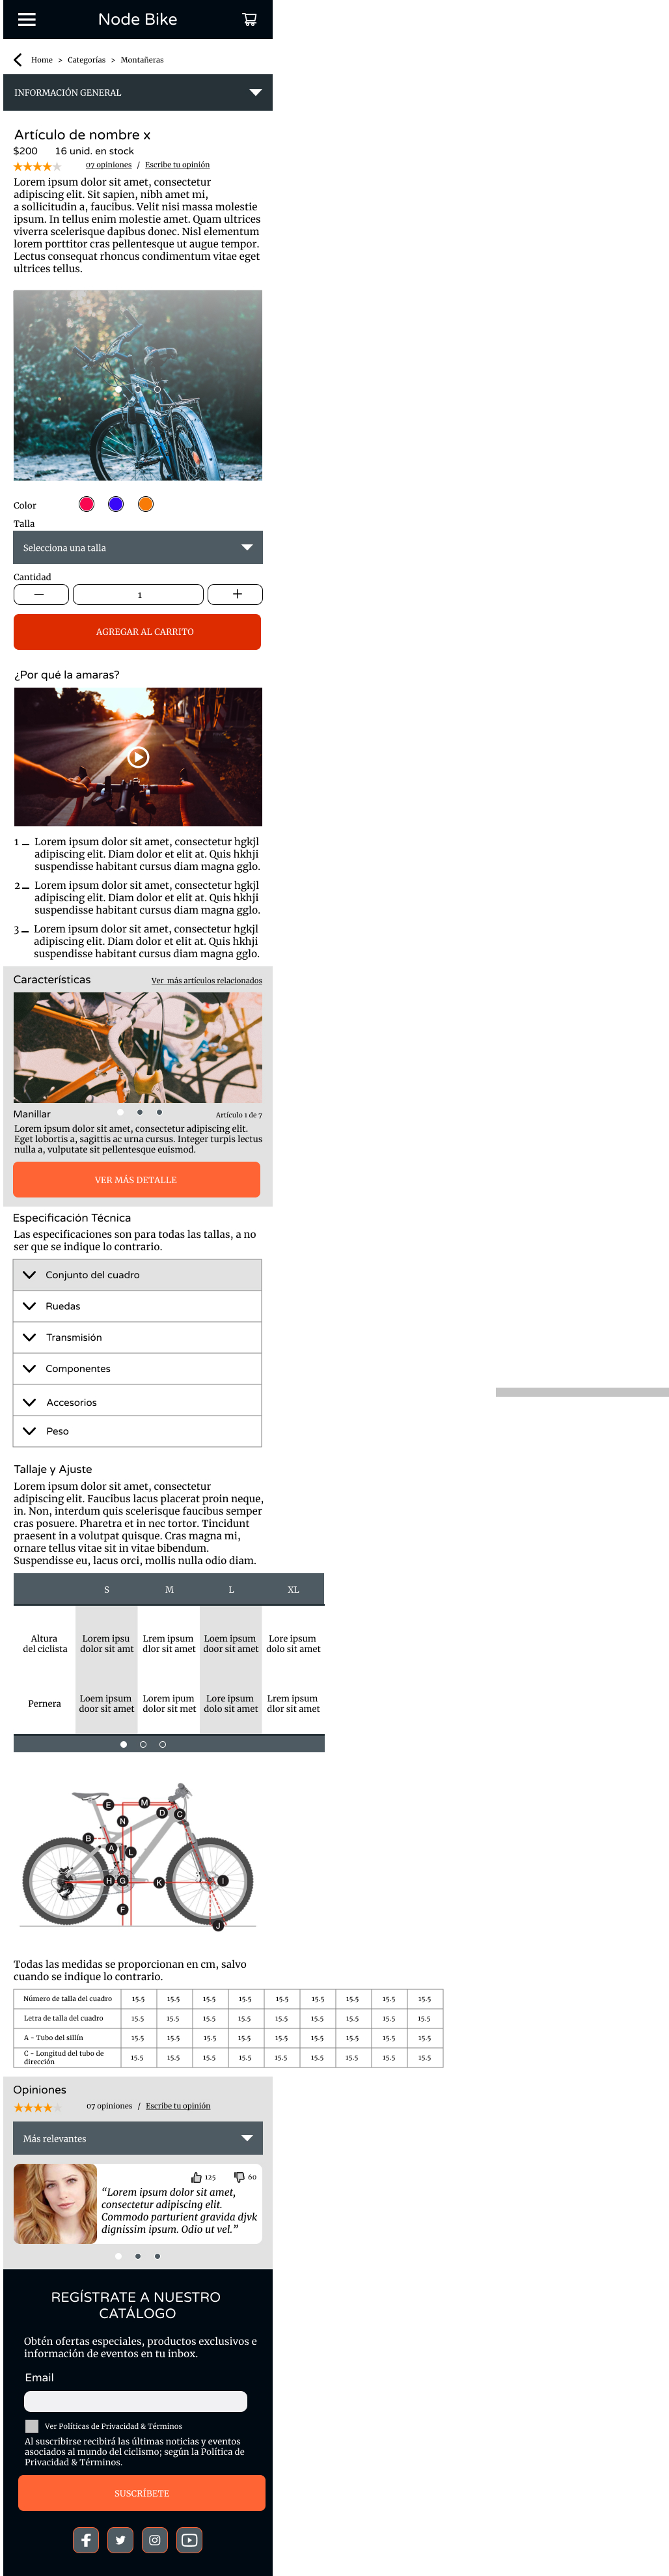 Node Bike
Home > Categorías > Montañeras
INFORMACIÓN GENERAL
Artículo de nombre x
$200 16 unid. en stock
07 opiniones / Escribe tu opinión
Lorem ipsum dolor sit amet, consectetur
adipiscing elit. Sit sapien, nibh amet mi,
a sollicitudin a, faucibus. Velit nisi massa molestie
ipsum. In tellus enim molestie amet. Quam ultrices
viverra scelerisque dapibus donec. Nisl elementum
lorem porttitor cras pellentesque ut augue tempor.
Lectus consequat rhoncus condimentum vitae eget
ultrices tellus.
Color
Talla
Selecciona una talla
Cantidad
— 1 +
AGREGAR AL CARRITO
¿Por qué la amaras?
1 — Lorem ipsum dolor sit amet, consectetur hgkjl
adipiscing elit. Diam dolor et elit at. Quis hkhji
suspendisse habitant cursus diam magna gglo.
2 — Lorem ipsum dolor sit amet, consectetur hgkjl
adipiscing elit. Diam dolor et elit at. Quis hkhji
suspendisse habitant cursus diam magna gglo.
3 — Lorem ipsum dolor sit amet, consectetur hgkjl
adipiscing elit. Diam dolor et elit at. Quis hkhji
suspendisse habitant cursus diam magna gglo.
Características Ver más artículos relacionados
Manillar Artículo 1 de 7
Lorem ipsum dolor sit amet, consectetur adipiscing elit.
Eget lobortis a, sagittis ac urna cursus. Integer turpis lectus
nulla a, vulputate sit pellentesque euismod.
VER MÁS DETALLE
Especificación Técnica
Las especificaciones son para todas las tallas, a no
ser que se indique lo contrario.
Conjunto del cuadro
Ruedas
Transmisión
Componentes
Accesorios
Peso
Tallaje y Ajuste
Lorem ipsum dolor sit amet, consectetur
adipiscing elit. Faucibus lacus placerat proin neque,
in. Non, interdum quis scelerisque faucibus semper
cras posuere. Pharetra et in nec tortor. Tincidunt
praesent in a volutpat quisque. Cras magna mi,
ornare tellus vitae sit in vitae bibendum.
Suspendisse eu, lacus orci, mollis nulla odio diam.
S M L XL
Altura Lorem ipsu Lrem ipsum Loem ipsum Lore ipsum
del ciclista dolor sit amt dlor sit amet door sit amet dolo sit amet
Pernera Loem ipsum Lorem ipum Lore ipsum Lrem ipsum
door sit amet dolor sit met dolo sit amet dlor sit amet
E M
D C
N
B
A L
H G K I
F
J
Todas las medidas se proporcionan en cm, salvo
cuando se indique lo contrario.
Número de talla del cuadro 15.5 15.5 15.5 15.5 15.5 15.5 15.5 15.5 15.5
Letra de talla del cuadro 15.5 15.5 15.5 15.5 15.5 15.5 15.5 15.5 15.5
A - Tubo del sillín 15.5 15.5 15.5 15.5 15.5 15.5 15.5 15.5 15.5
C - Longitud del tubo de
dirección 15.5 15.5 15.5 15.5 15.5 15.5 15.5 15.5 15.5
Opiniones
07 opiniones / Escribe tu opinión
Más relevantes
125 60
“Lorem ipsum dolor sit amet,
consectetur adipiscing elit.
Commodo parturient gravida djvk
dignissim ipsum. Odio ut vel.”
REGÍSTRATE A NUESTRO
CATÁLOGO
Obtén ofertas especiales, productos exclusivos e
información de eventos en tu inbox.
Email
Ver Políticas de Privacidad & Términos
Al suscribirse recibirá las últimas noticias y eventos
asociados al mundo del ciclismo; según la Política de
Privacidad & Términos.
SUSCRÍBETE